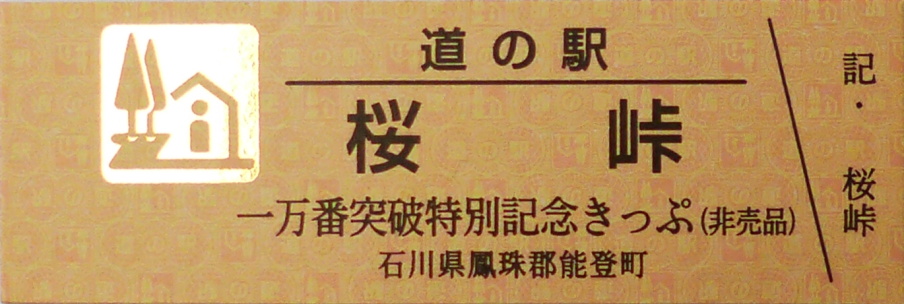 道の駅
桜峠
一万番突破特別記念きっぷ(非売品)
石川県鳳珠郡能登町
記・桜峠